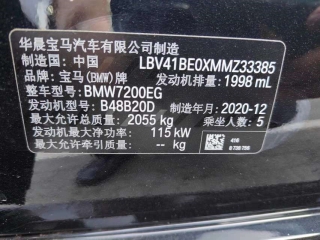 华晨宝马汽车有限公司制造
制造国：中国 LBV41BE0XMMZ33385
品牌：宝马(BMW)牌 发动机排量：1998 mL
整车型号：BMW7200EG
发动机型号：B48B20D 制造年月：2020-12
最大允许总质量：2055 kg 乘坐人数：5
发动机最大净功率：115 kW
最大允许牵引质量：- kg